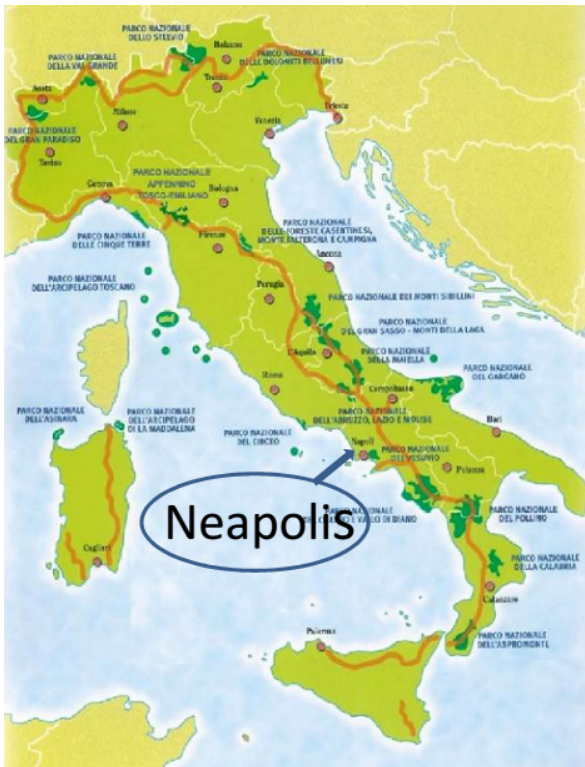 PARCO NAZIONALE
DELLO STELVIO
Bolzano
PARCO NAZIONALE
DELLA VAL GRANDE
PARCO NAZIONALE
DELLE DOLOMITI BELLUNESI
Trento
Aosta
Milano
Venezia
Trieste
PARCO NAZIONALE
DEL GRAN PARADISO
Torino
PARCO NAZIONALE
APPENNINO
TOSCO-EMILIANO
Genova
Bologna
PARCO NAZIONALE
DELLE CINQUE TERRE
Firenze
PARCO NAZIONALE
DELLE FORESTE CASENTINESI,
MONTE FALTERONA E CAMPIGNA
Ancona
PARCO NAZIONALE
DELL'ARCIPELAGO TOSCANO
Perugia
PARCO NAZIONALE DEI MONTI SIBILLINI
PARCO NAZIONALE
DEL GRAN SASSO - MONTI DELLA LAGA
L'Aquila
PARCO NAZIONALE
DELLA MAIELLA
Roma
Campobasso
PARCO NAZIONALE
DEL GARGANO
PARCO NAZIONALE
DELL'ASINARA
PARCO NAZIONALE
DELL'ARCIPELAGO
DI LA MADDALENA
PARCO NAZIONALE
DELL'ABRUZZO, LAZIO E MOLISE
Bari
PARCO NAZIONALE
DEL CIRCEO
Napoli
PARCO NAZIONALE
DEL VESUVIO
Potenza
Neapolis
PARCO NAZIONALE
E VALLO DI DIANO
PARCO NAZIONALE
DEL POLLINO
Cagliari
PARCO NAZIONALE
DELLA CALABRIA
Catanzaro
Palermo
PARCO NAZIONALE
DELL'ASPROMONTE